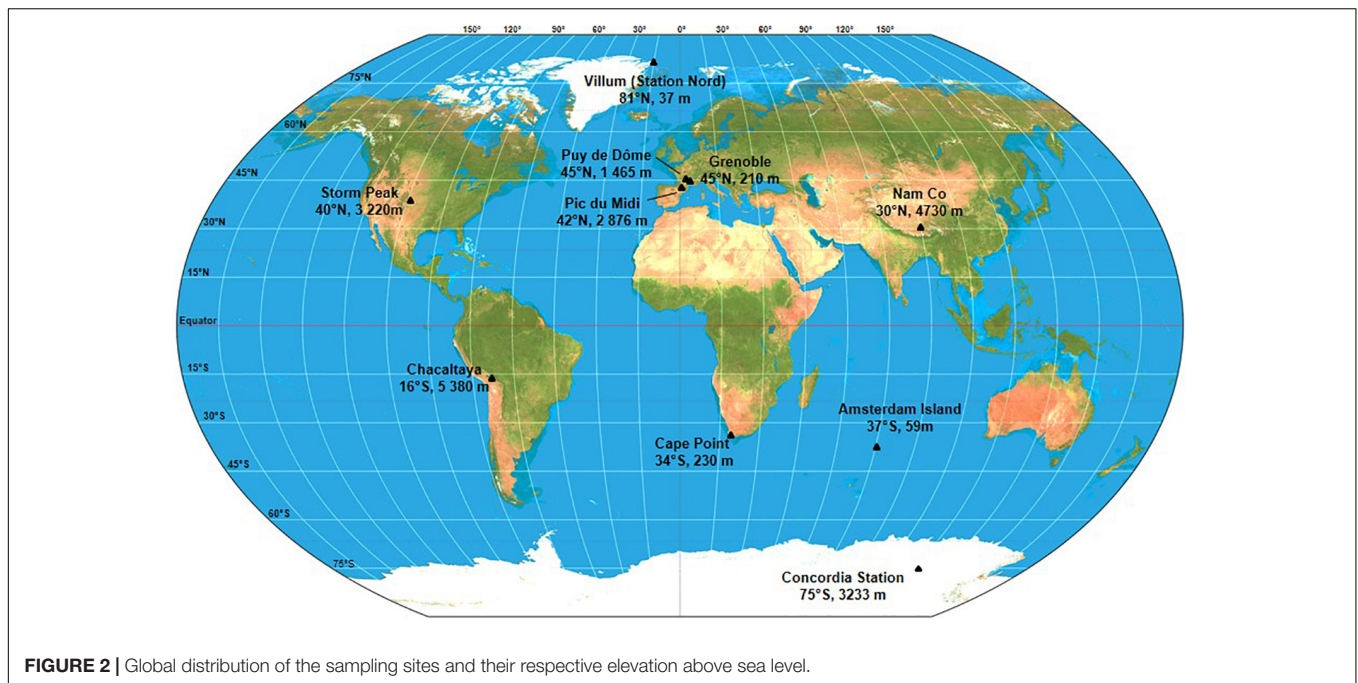 150° 120° 90° 60° 30° 0° 30° 60° 90° 120° 150°
75°N
Villum (Station Nord)
81°N, 37 m
60°N
Puy de Dôme
45°N, 1 465 m
Grenoble
45°N, 210 m
45°N
Storm Peak
40°N, 3 220m
Pic du Midi
42°N, 2 876 m
Nam Co
30°N, 4730 m
30°N
15°N
Equator
15°S
Chacaltaya
16°S, 5 380 m
30°S
Amsterdam Island
37°S, 59m
Cape Point
34°S, 230 m
45°S
60°S
75°S
Concordia Station
75°S, 3233 m
FIGURE 2 | Global distribution of the sampling sites and their respective elevation above sea level.